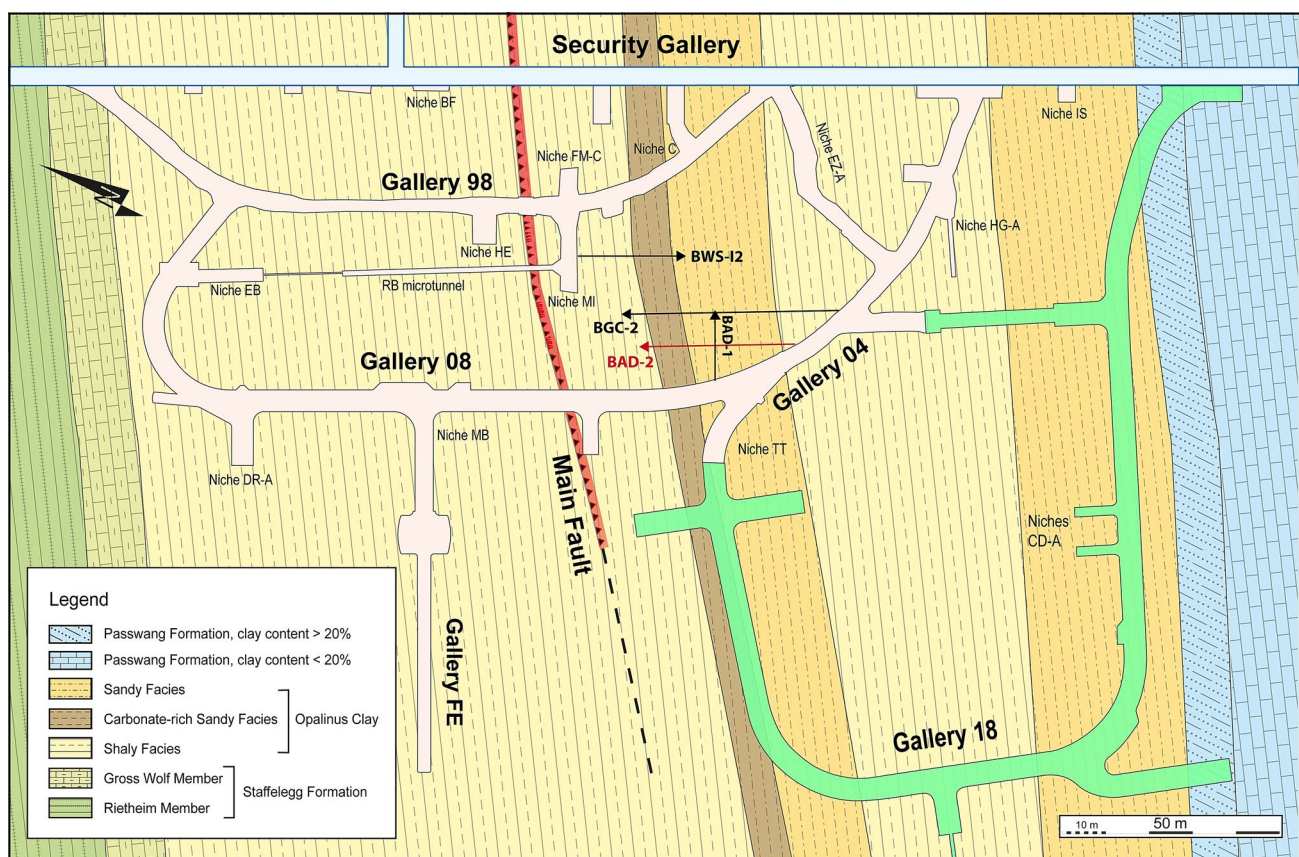 Security Gallery
Niche BF
Niche IS
Niche FM-C
Niche C
Niche EZ-A
Gallery 98
N
Niche HE
Niche HG-A
BWS-I2
Niche EB
RB microtunnel
Niche MI
BGC-2
BAD-1
BAD-2
Gallery 08
Gallery 04
Niche MB
Niche TT
Niche DR-A
Main Fault
Niches
CD-A
Gallery FE
Gallery 18
Legend
Passwang Formation, clay content > 20%
Passwang Formation, clay content < 20%
Sandy Facies
Carbonate-rich Sandy Facies
Opalinus Clay
Shaly Facies
Gross Wolf Member
Staffelegg Formation
Rietheim Member
10 m 50 m